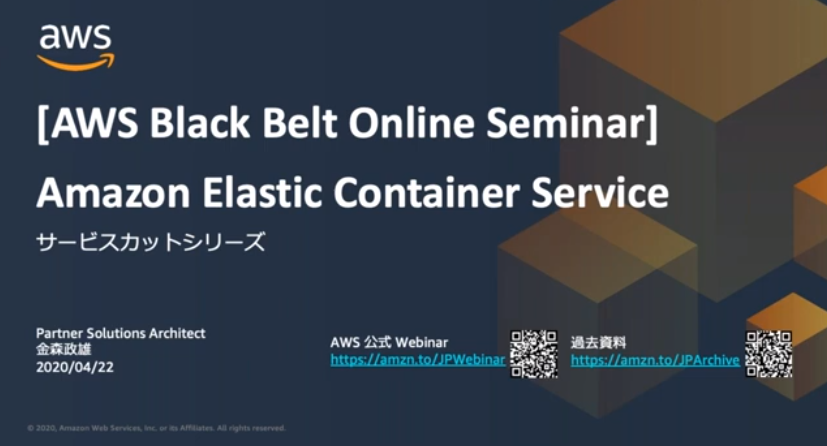 aws
[AWS Black Belt Online Seminar]
Amazon Elastic Container Service
サービスカットシリーズ
Partner Solutions Architect
金森政雄
2020/04/22
AWS 公式 Webinar
https://amzn.to/JPWebinar
過去資料
https://amzn.to/JPArchive
© 2020, Amazon Web Services, Inc. or its Affiliates. All rights reserved.